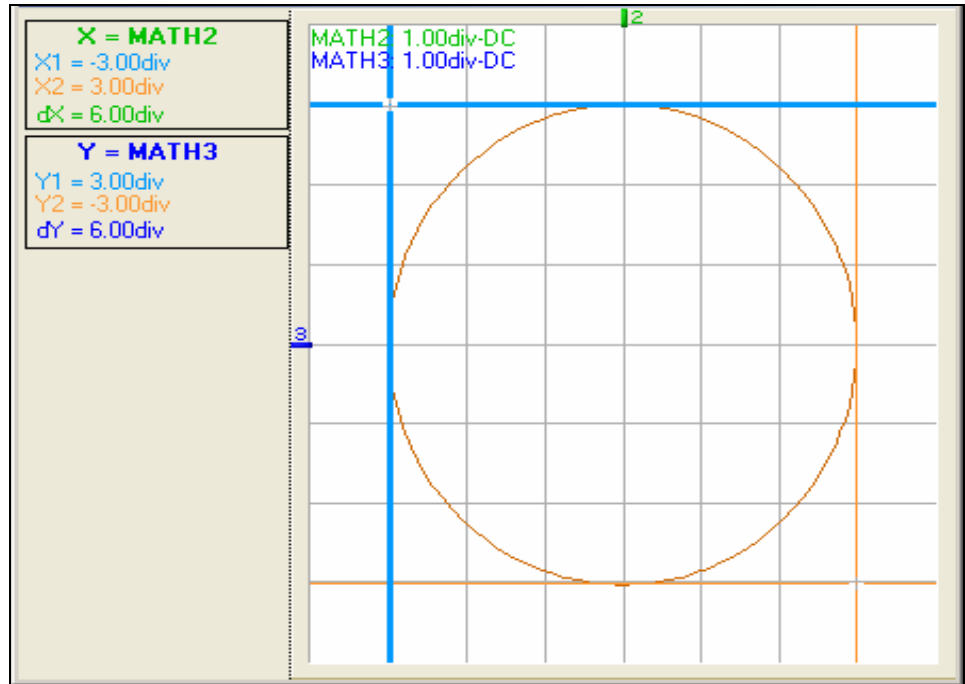 X = MATH2
X1 = -3.00div
X2 = 3.00div
dX = 6.00div
Y = MATH3
Y1 = 3.00div
Y2 = -3.00div
dY = 6.00div
2
MATH2 1.00div-DC
MATH3 1.00div-DC
3